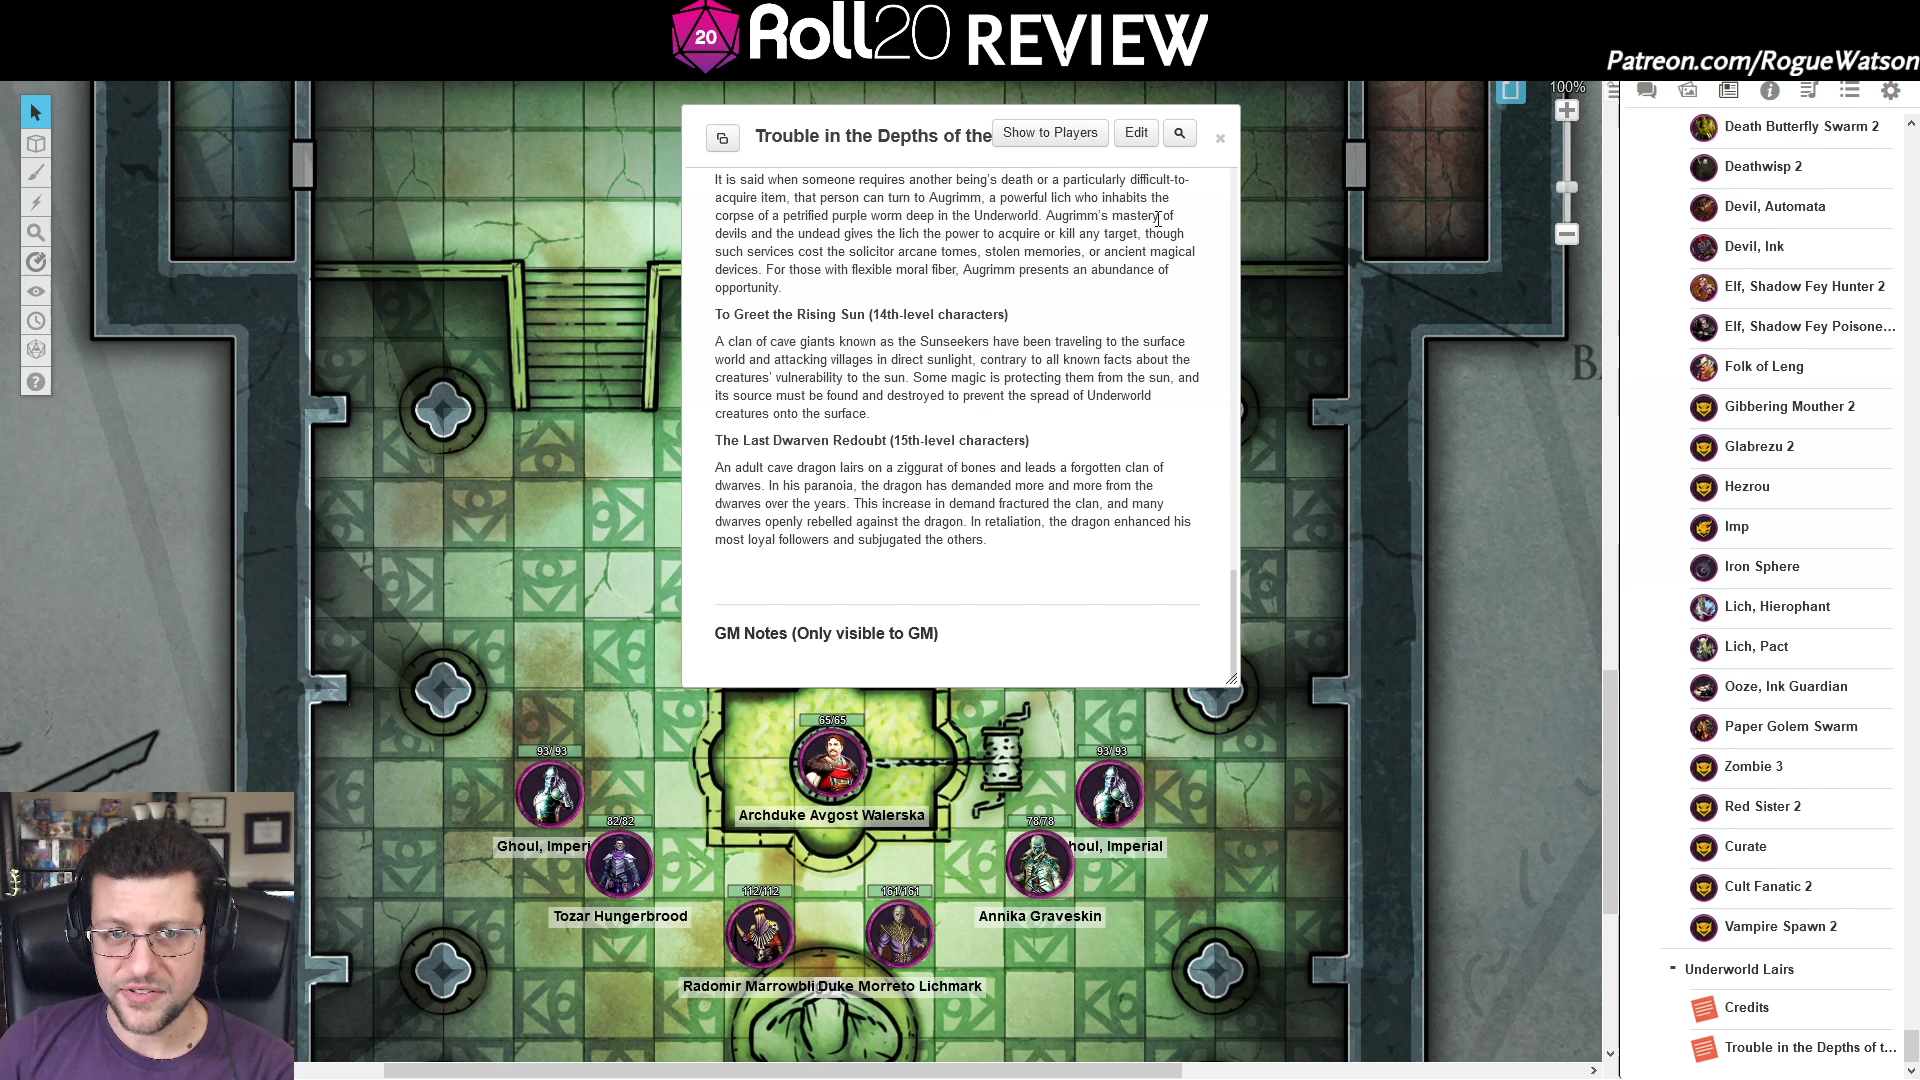 20 Roll20 REVIEW
Patreon.com/RogueWatson
100%
Trouble in the Depths of the
Show to Players
Edit
It is said when someone requires another being's death or a particularly difficult-to-
acquire item, that person can turn to Augrimm, a powerful lich who inhabits the
corpse of a petrified purple worm deep in the Underworld. Augrimm's mastery of
devils and the undead gives the lich the power to acquire or kill any target, though
such services cost the solicitor arcane tomes, stolen memories, or ancient magical
devices. For those with flexible moral fiber, Augrimm presents an abundance of
opportunity.
To Greet the Rising Sun (14th-level characters)
A clan of cave giants known as the Sunseekers have been traveling to the surface
world and attacking villages in direct sunlight, contrary to all known facts about the
creatures' vulnerability to the sun. Some magic is protecting them from the sun, and
its source must be found and destroyed to prevent the spread of Underworld
creatures onto the surface.
The Last Dwarven Redoubt (15th-level characters)
An adult cave dragon lairs on a ziggurat of bones and leads a forgotten clan of
dwarves. In his paranoia, the dragon has demanded more and more from the
dwarves over the years. This increase in demand fractured the clan, and many
dwarves openly rebelled against the dragon. In retaliation, the dragon enhanced his
most loyal followers and subjugated the others.
GM Notes (Only visible to GM)
65/65
Archduke Avgost Walerska
93/93
Ghoul, Imperi
82/82
Tozar Hungerbrood
112/112
Radomir Marrowbli
161/161
Duke Morreto Lichmark
78/78
Annika Graveskin
93/93
houl, Imperial
Death Butterfly Swarm 2
Deathwisp 2
Devil, Automata
Devil, Ink
Elf, Shadow Fey Hunter 2
Elf, Shadow Fey Poisone...
Folk of Leng
Gibbering Mouther 2
Glabrezu 2
Hezrou
Imp
Iron Sphere
Lich, Hierophant
Lich, Pact
Ooze, Ink Guardian
Paper Golem Swarm
Zombie 3
Red Sister 2
Curate
Cult Fanatic 2
Vampire Spawn 2
Underworld Lairs
Credits
Trouble in the Depths of t...